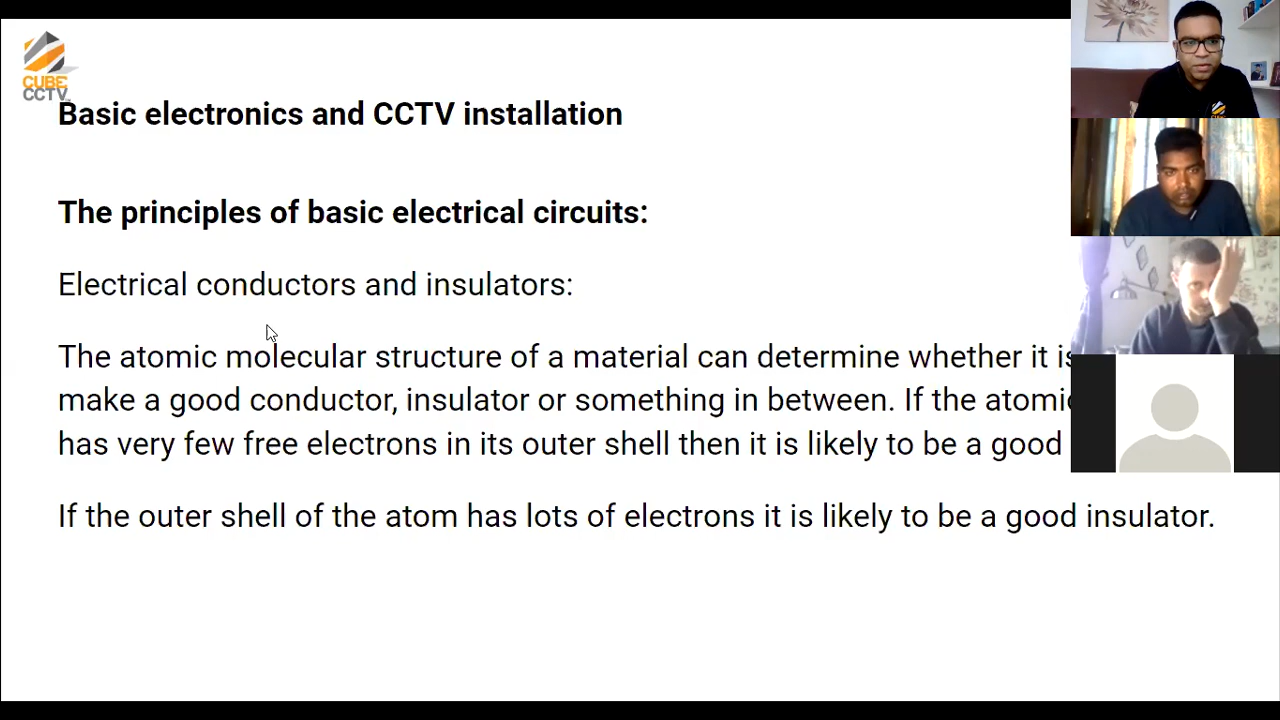 CUBE
CCTV
Basic electronics and CCTV installation
The principles of basic electrical circuits:
Electrical conductors and insulators:
The atomic molecular structure of a material can determine whether it is
make a good conductor, insulator or something in between. If the atomic
has very few free electrons in its outer shell then it is likely to be a good
If the outer shell of the atom has lots of electrons it is likely to be a good insulator.